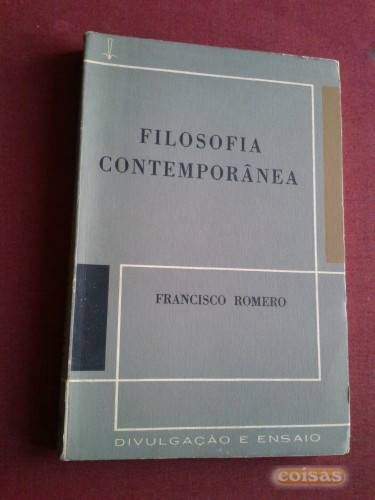 FILOSOFIA
CONTEMPORÂNEA
FRANCISCO ROMERO
DIVULGAÇÃO E ENSAIO
coisas